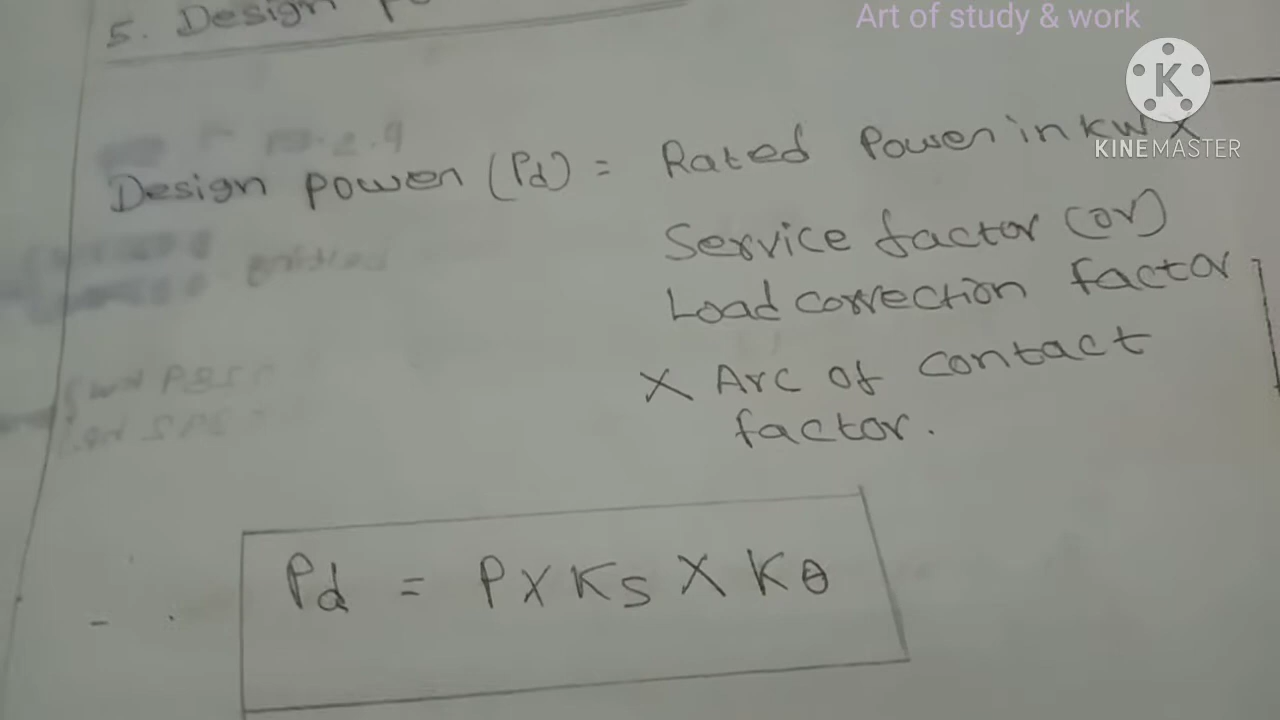 Art of study & work
5. Design
K
KINEMASTER
Design power (Pd) = Rated Power in kw X
Service factor (or)
Load correction factor
X Arc of contact
factor.
Pd = P X Ks X Kθ